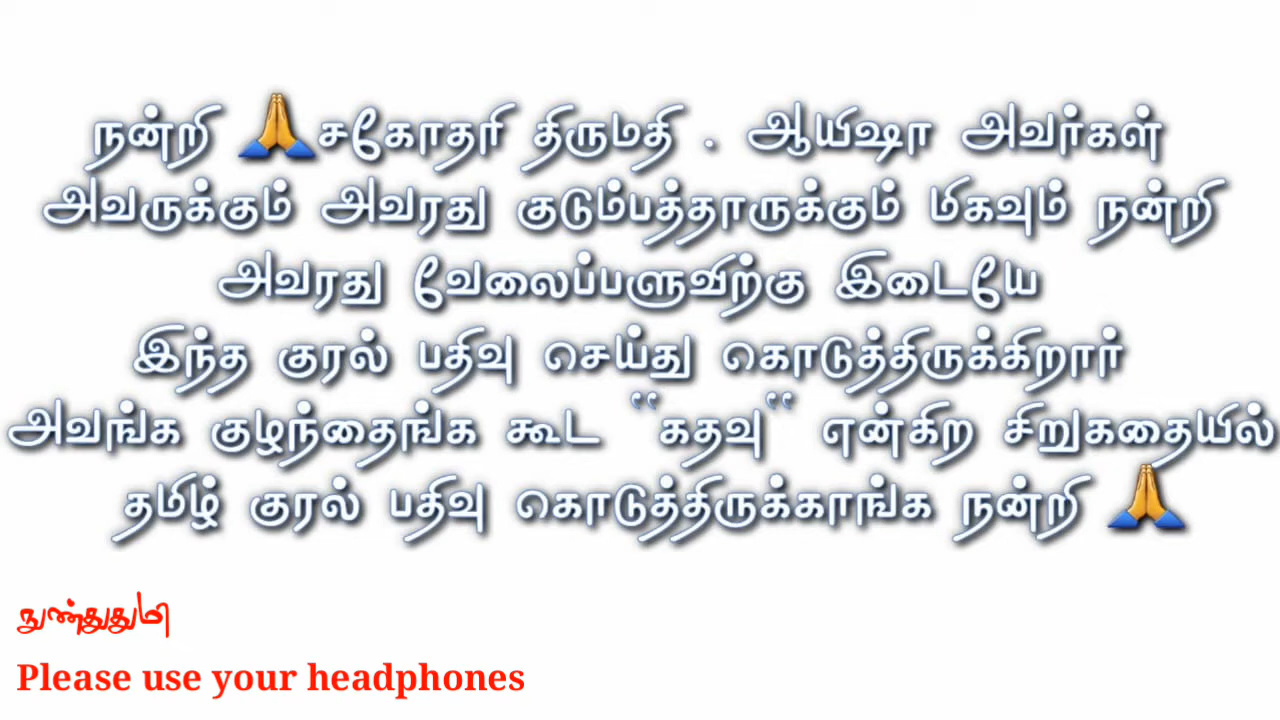 நன்றி 🙏சகோதரி திருமதி . ஆயிஷா அவர்கள்
அவருக்கும் அவரது குடும்பத்தாருக்கும் மிகவும் நன்றி
அவரது வேலைப்பளுவிற்கு இடையே
இந்த குரல் பதிவு செய்து கொடுத்திருக்கிறார்
அவங்க குழந்தைங்க கூட "கதவு" என்கிற சிறுகதையில்
தமிழ் குரல் பதிவு கொடுத்திருக்காங்க நன்றி 🙏
நுண்துதுமி
Please use your headphones